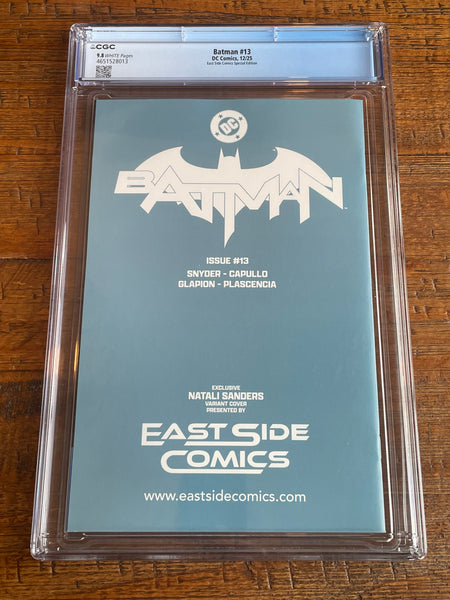 CGC
9.8 WHITE Pages
4651528013
Batman #13
DC Comics, 12/25
East Side Comics Special Edition
DC
BATMAN
ISSUE #13
SNYDER - CAPULLO
GLAPION - PLASCENCIA
EXCLUSIVE
NATALI SANDERS
VARIANT COVER
PRESENTED BY
EAST SIDE
COMICS
www.eastsidecomics.com